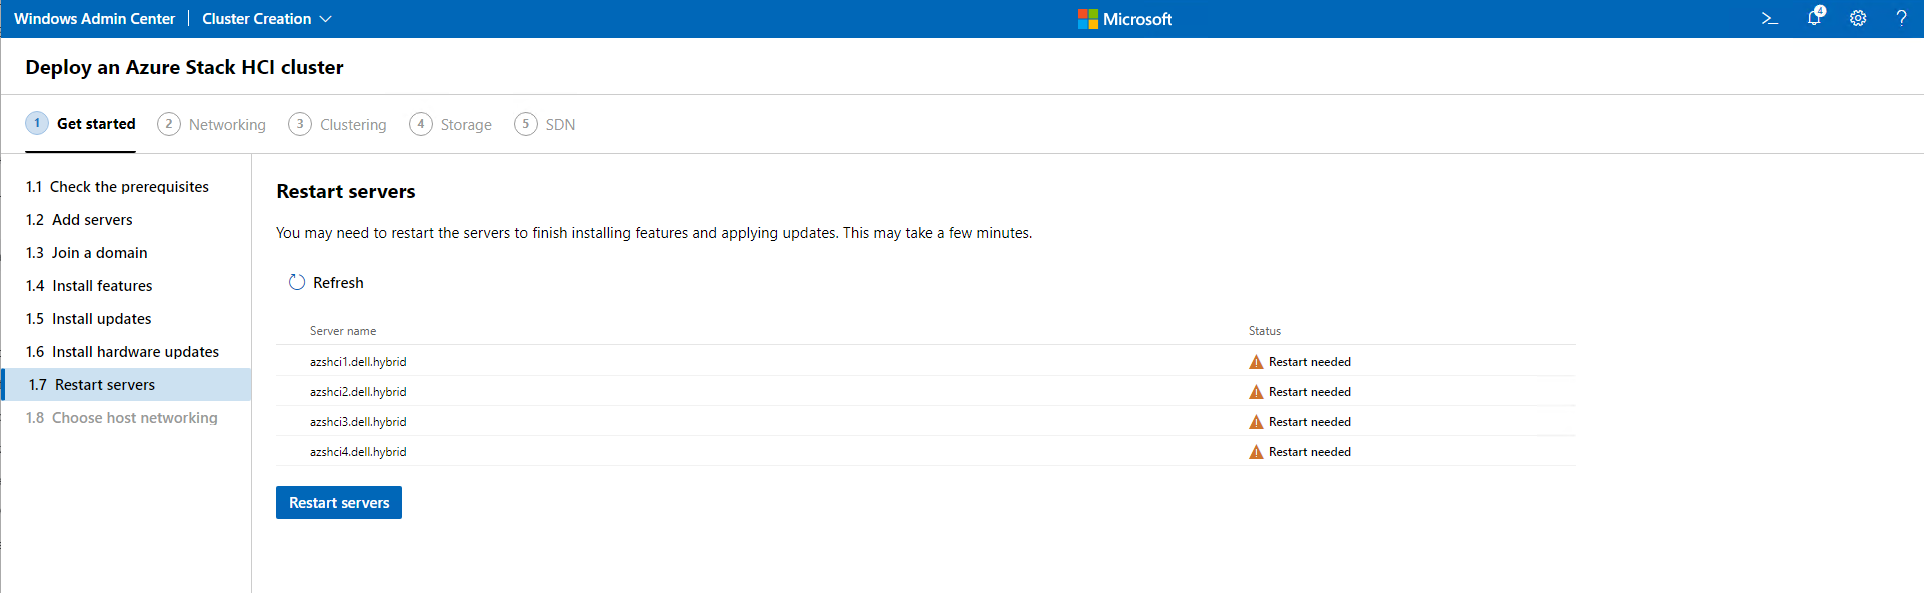 Windows Admin Center | Cluster Creation
Microsoft
4
Deploy an Azure Stack HCI cluster
1 Get started
2 Networking
3 Clustering
4 Storage
5 SDN
1.1 Check the prerequisites
1.2 Add servers
1.3 Join a domain
1.4 Install features
1.5 Install updates
1.6 Install hardware updates
1.7 Restart servers
1.8 Choose host networking
Restart servers
You may need to restart the servers to finish installing features and applying updates. This may take a few minutes.
Refresh
Server name Status
azshci1.dell.hybrid Restart needed
azshci2.dell.hybrid Restart needed
azshci3.dell.hybrid Restart needed
azshci4.dell.hybrid Restart needed
Restart servers